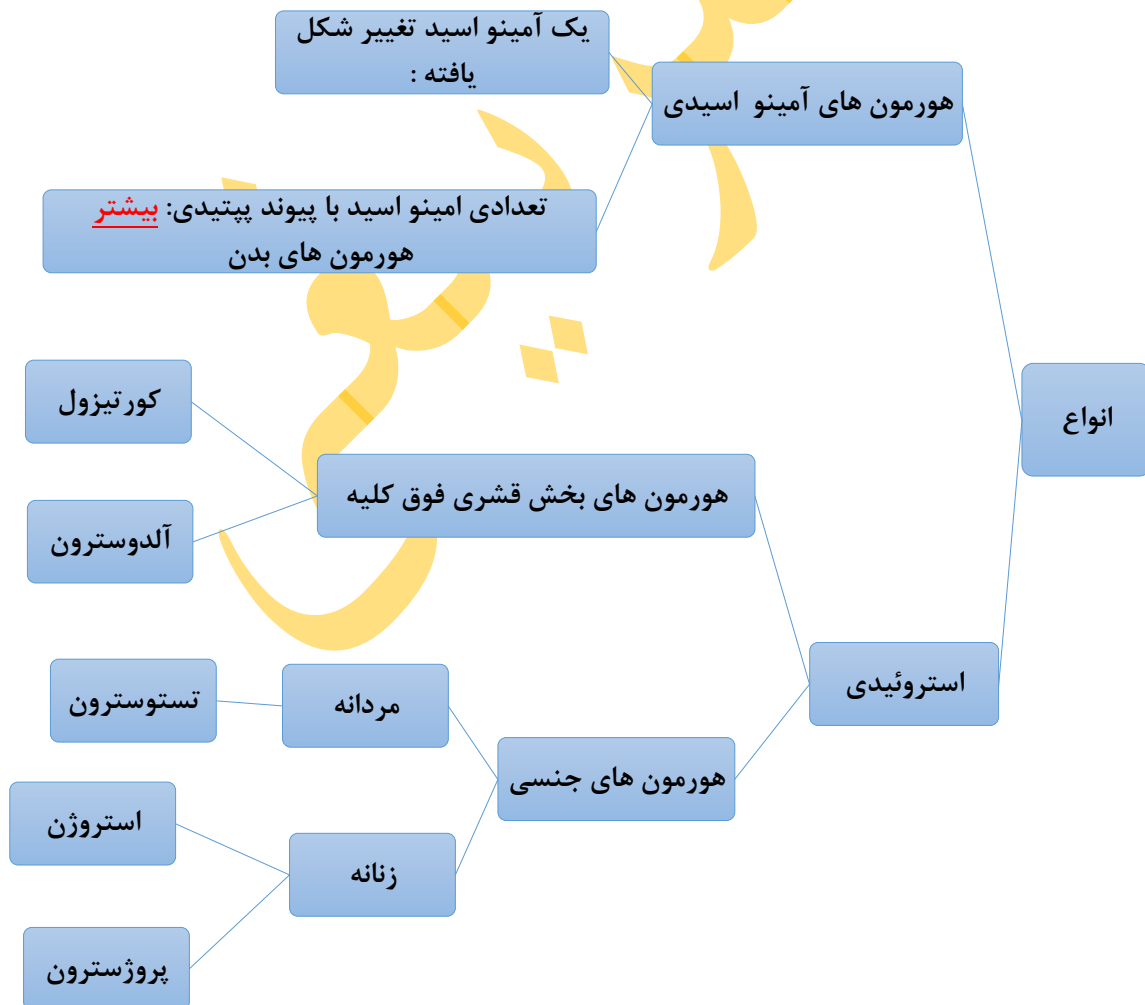 انواع
هورمون های آمینو اسیدی
یک آمینو اسید تغییر شکل
یافته :
تعدادی امینو اسید با پیوند پپتیدی: بیشتر
هورمون های بدن
استروئیدی
هورمون های بخش قشری فوق کلیه
کورتیزول
آلدوسترون
هورمون های جنسی
مردانه
تستوسترون
زنانه
استروژن
پروژسترون